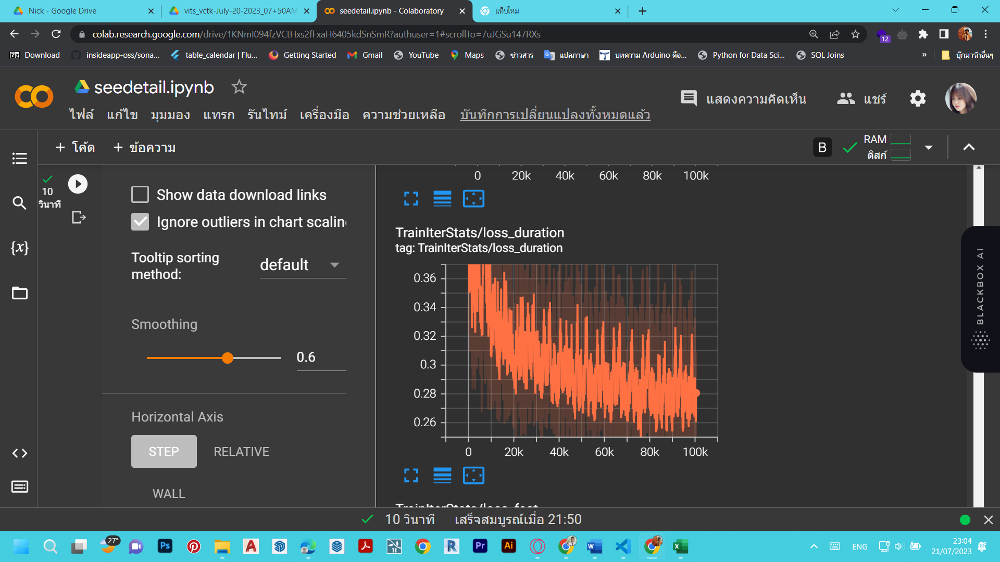 Nick - Google Drive
vits_vctk-July-20-2023_07+50AM
seedetail.ipynb - Colaboratory
แท็บใหม่
colab.research.google.com/drive/1KNmI094fzVCtHxs2fFxaH6405kdSnSmR?authuser=1#scrollTo=7uJGSu147RXs
12
Download
insideapp-oss/sona...
table_calendar | Flu...
Getting Started
Gmail
YouTube
Maps
ข่าวสาร
แปลภาษา
บทความ Arduino คือ...
Python for Data Sci...
SQL Joins
»
บุ๊กมาร์กอื่นๆ
seedetail.ipynb
แสดงความคิดเห็น
แชร์
ไฟล์ แก้ไข มุมมอง แทรก รันไทม์ เครื่องมือ ความช่วยเหลือ บันทึกการเปลี่ยนแปลงทั้งหมดแล้ว
+ โค้ด + ข้อความ
B
RAM
ดิสก์
10
วินาที
{x}
Show data download links
Ignore outliers in chart scaling
Tooltip sorting
method:
default
Smoothing
0.6
Horizontal Axis
STEP
RELATIVE
WALL
0 20k 40k 60k 80k 100k
TrainIterStats/loss_duration
tag: TrainIterStats/loss_duration
0.36
0.34
0.32
0.3
0.28
0.26
0 20k 40k 60k 80k 100k
TrainIterStats/loss_feat
BLACKBOX AI
10 วินาที เสร็จสมบูรณ์เมื่อ 21:50
27°
Ps
A
11
R
Pr
Ai
W
X
ENG
23:04
21/07/2023